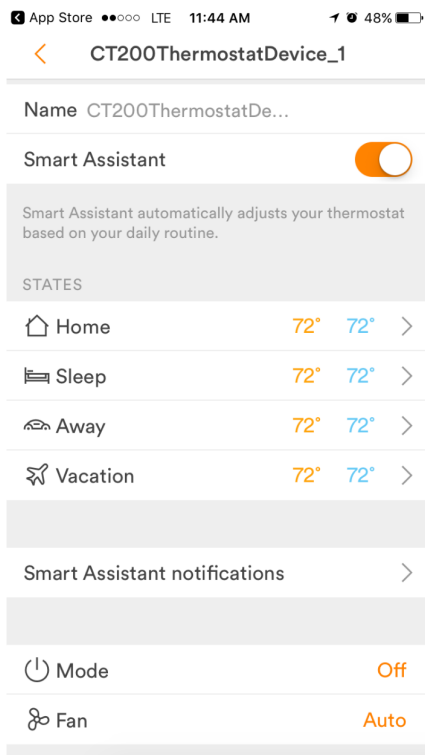 App Store LTE 11:44 AM 48%
CT200ThermostatDevice_1
Name CT200ThermostatDe...
Smart Assistant
Smart Assistant automatically adjusts your thermostat
based on your daily routine.
STATES
Home 72° 72°
Sleep 72° 72°
Away 72° 72°
Vacation 72° 72°
Smart Assistant notifications
Mode Off
Fan Auto